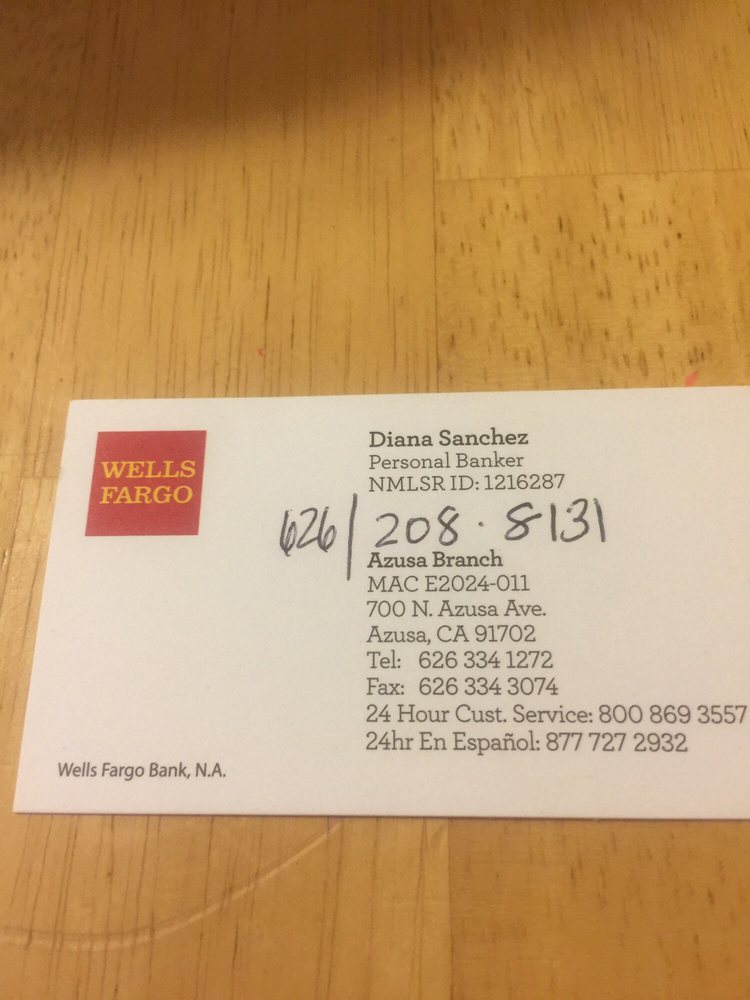 WELLS
FARGO
Diana Sanchez
Personal Banker
NMLSR ID: 1216287
626/208.8131
Azusa Branch
MAC E2024-011
700 N. Azusa Ave.
Azusa, CA 91702
Tel: 626 334 1272
Fax: 626 334 3074
24 Hour Cust. Service: 800 869 3557
24hr En Español: 877 727 2932
Wells Fargo Bank, N.A.